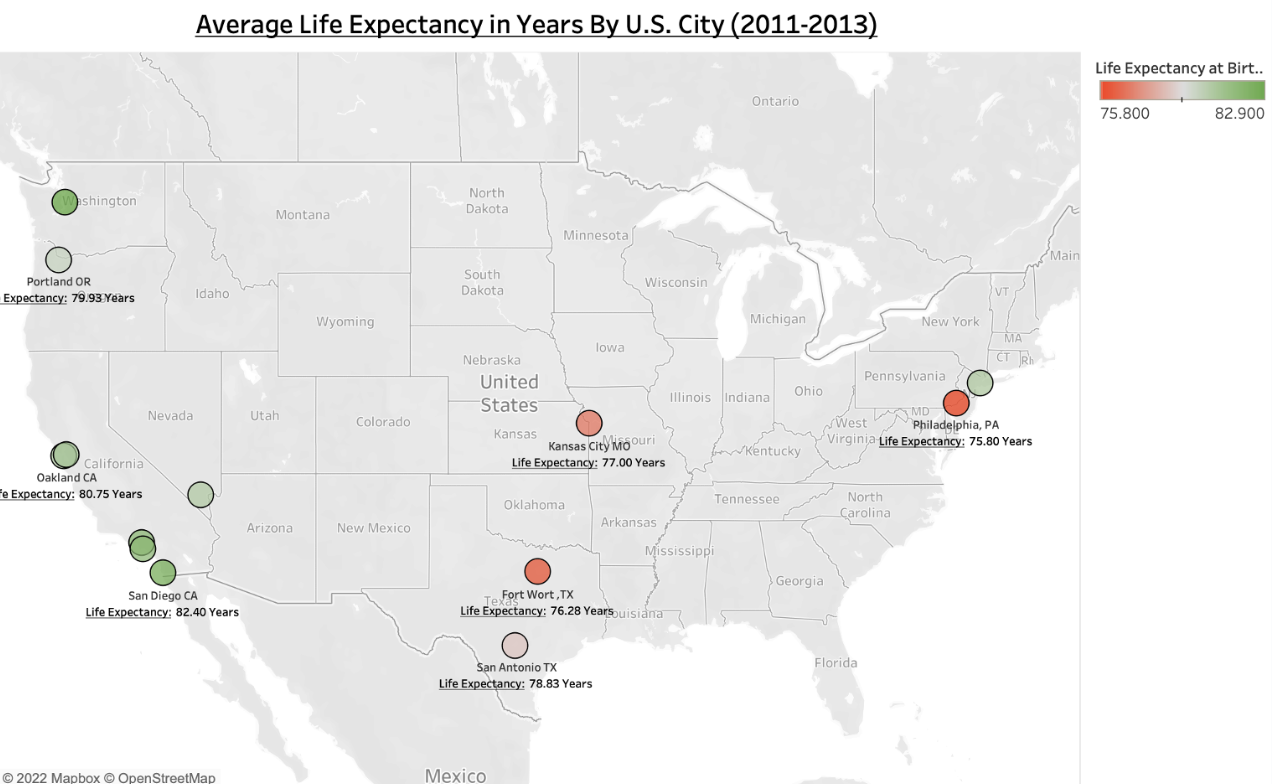 Average Life Expectancy in Years By U.S. City (2011-2013)
Life Expectancy at Birt..
75.800 82.900
Ontario
Washington
Montana
North
Dakota
Minnesota
Main
Portland OR
Expectancy: 79.93 Years
Idaho
South
Dakota
Wisconsin
VT
Wyoming
Michigan
New York
MA
CT
Iowa
Nebraska
Pennsylvania
United
States
Illinois
Indiana
Ohio
Nevada
Utah
Colorado
Kansas
MD
West
Virginia
Philadelphia, PA
Life Expectancy: 75.80 Years
Kansas City MO
Missouri
Life Expectancy: 77.00 Years
Kentucky
California
Oakland CA
fe Expectancy: 80.75 Years
Arizona
New Mexico
Oklahoma
Tennessee
North
Carolina
Arkansas
Mississippi
Georgia
San Diego CA
Life Expectancy: 82.40 Years
Fort Wort ,TX
Texas
Life Expectancy: 76.28 Years
Louisiana
San Antonio TX
Life Expectancy: 78.83 Years
Florida
Mexico
© 2022 Mapbox © OpenStreetMap